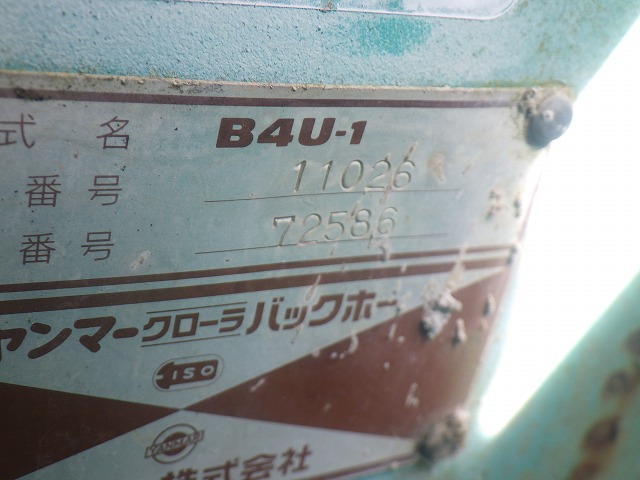 式 名 B4U-1
番号 11026
番号 72586
ヤンマークローラバックホー
ISO
YANMAR
株式会社